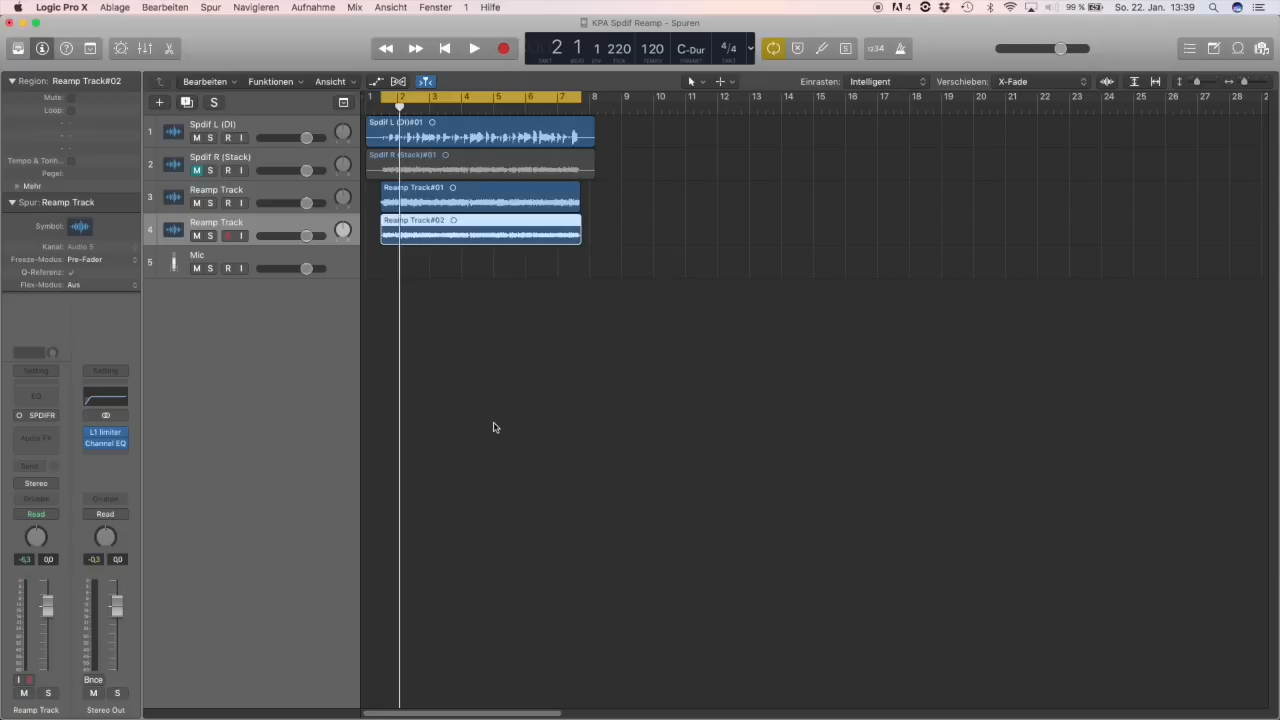 Logic Pro X Ablage Bearbeiten Spur Navigieren Aufnahme Mix Ansicht Fenster 1 Hilfe 4 99 % So. 22. Jan. 13:39
KPA Spdif Reamp - Spuren
2 1 1 220 120 C-Dur 4/4
1234
S
Region: Reamp Track#02
Mute:
Loop:
Tempo & Tonh...
Pegel:
Mehr
Spur: Reamp Track
Symbol:
Kanal: Audio 5
Freeze-Modus: Pre-Fader
Q-Referenz: ✓
Flex-Modus: Aus
Bearbeiten Funktionen Ansicht Einrasten: Intelligent Verschieben: X-Fade
S
1 2 3 4 5 6 7 8 9 10 11 12 13 14 15 16 17 18 19 20 21 22 23 24 25 26 27 28
1 Spdif L (DI)
M S R I
Spdif L (DI)#01
2 Spdif R (Stack)
M S R I
Spdif R (Stack)#01
3 Reamp Track
M S R I
Reamp Track#01
4 Reamp Track
M S R I
Reamp Track#02
5 Mic
M S R I
Setting Setting
EQ
SPDIFR
Audio FX L1 limiter
Channel EQ
Send
Stereo
Gruppe Gruppe
Read Read
-6,3 0,0 -0,3 0,0
I R Bnce
M S M S
Reamp Track Stereo Out